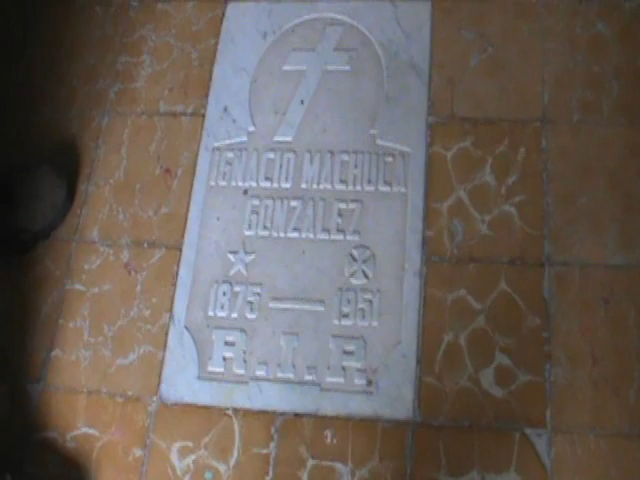 IGNACIO MACHUCA
GONZALEZ
1875 — 1951
R.I.P.